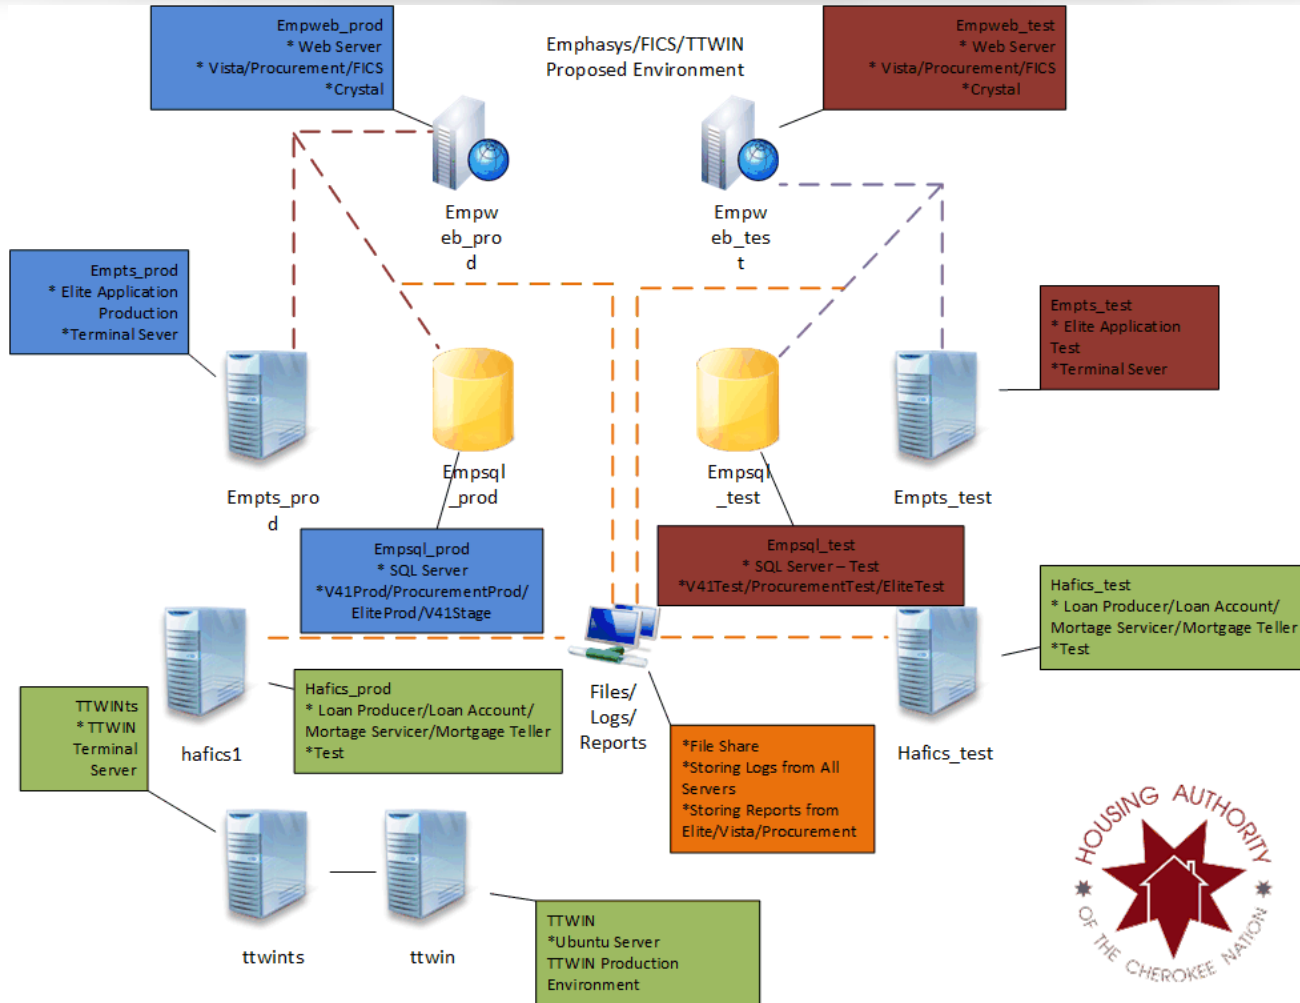 Empweb_prod
* Web Server
* Vista/Procurement/FICS
*Crystal
Emphasys/FICS/TTWIN
Proposed Environment
Empweb_test
* Web Server
* Vista/Procurement/FICS
*Crystal
Empw
eb_pro
d
Empw
eb_tes
t
Empts_prod
* Elite Application
Production
*Terminal Sever
Empts_test
* Elite Application
Test
*Terminal Sever
Empts_pro
d
Empsql
_prod
Empsql
_test
Empts_test
Empsql_prod
* SQL Server
*V41Prod/ProcurementProd/
EliteProd/V41Stage
Empsql_test
* SQL Server – Test
*V41Test/ProcurementTest/EliteTest
Hafics_test
* Loan Producer/Loan Account/
Mortage Servicer/Mortgage Teller
*Test
hafics1
Hafics_prod
* Loan Producer/Loan Account/
Mortage Servicer/Mortgage Teller
*Test
Files/
Logs/
Reports
Hafics_test
TTWINts
* TTWIN
Terminal
Server
*File Share
*Storing Logs from All
Servers
*Storing Reports from
Elite/Vista/Procurement
ttwints
ttwin
TTWIN
*Ubuntu Server
TTWIN Production
Environment
HOUSING AUTHORITY
OF THE CHEROKEE NATION